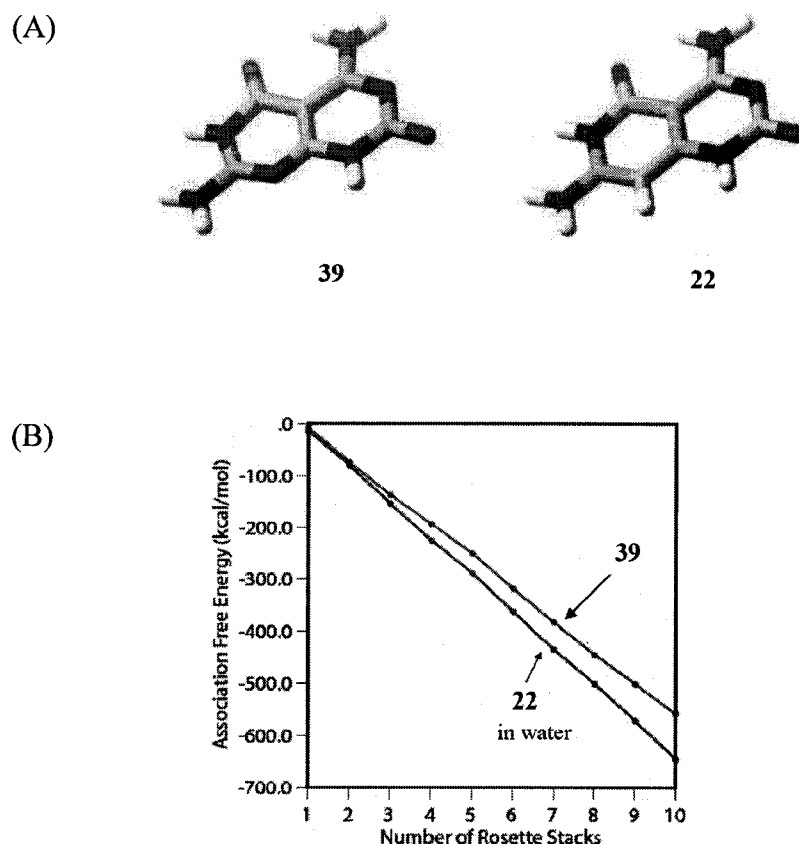 (A)
39
22
(B)
Association Free Energy (kcal/mol)
.0
-100.0
-200.0
-300.0
-400.0
-500.0
-600.0
-700.0
39
22
in water
1 2 3 4 5 6 7 8 9 10
Number of Rosette Stacks